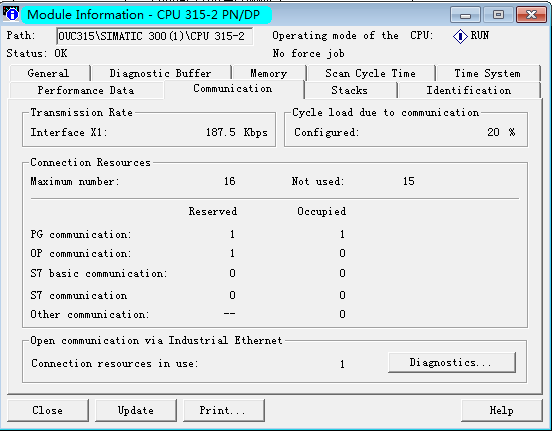 Module Information - CPU 315-2 PN/DP
Path: OUC315\SIMATIC 300(1)\CPU 315-2 Operating mode of the CPU: RUN
Status: OK No force job
General Diagnostic Buffer Memory Scan Cycle Time Time System
Performance Data Communication Stacks Identification
Transmission Rate Cycle load due to communication
Interface X1: 187.5 Kbps Configured: 20 %
Connection Resources
Maximum number: 16 Not used: 15
Reserved Occupied
PG communication: 1 1
OP communication: 1 0
S7 basic communication: 0 0
S7 communication 0 0
Other communication: -- 0
Open communication via Industrial Ethernet
Connection resources in use: 1 Diagnostics...
Close Update Print... Help